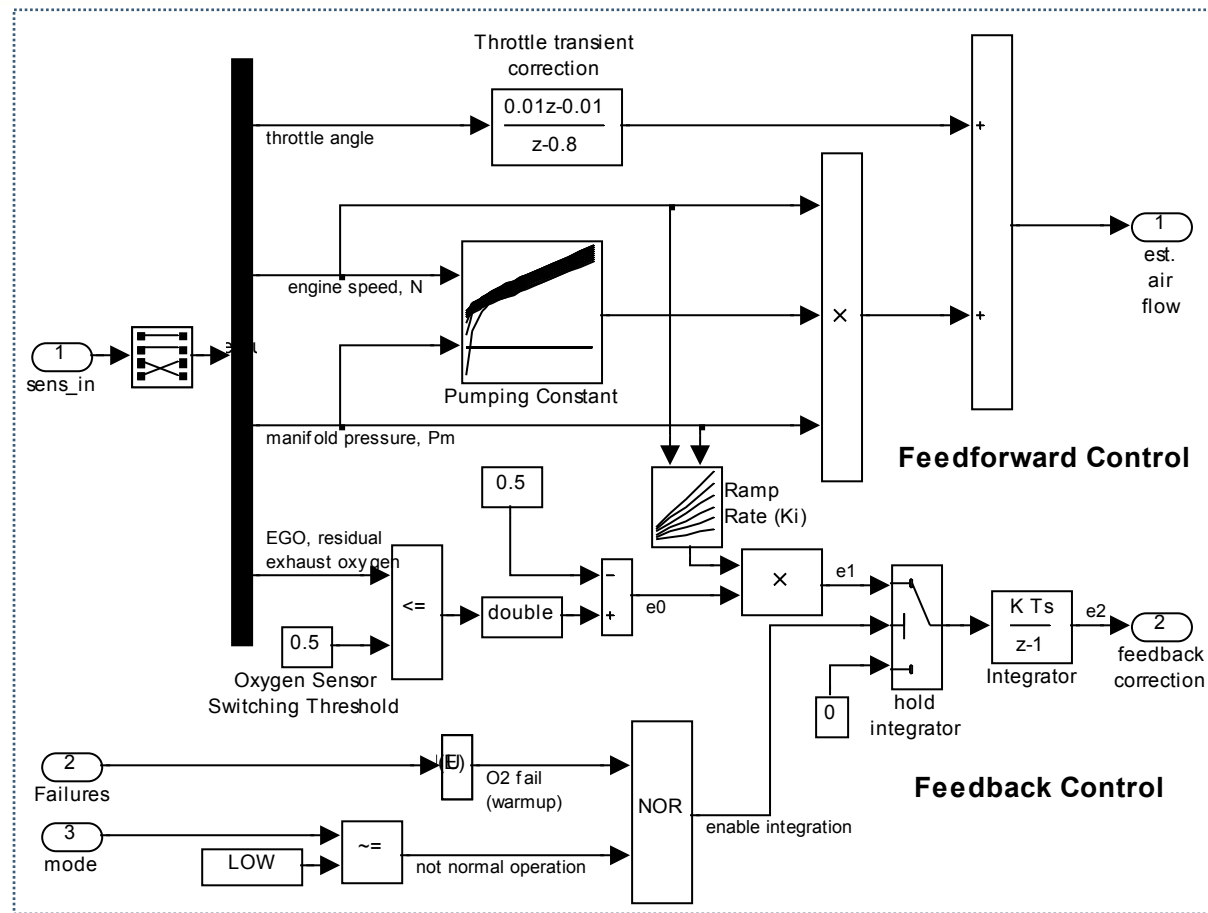 Throttle transient
correction
0.01z-0.01
z-0.8
throttle angle
+
1
est.
air
flow
engine speed, N
×
+
1
sens_in
Pumping Constant
manifold pressure, Pm
Feedforward Control
0.5
Ramp
Rate (Ki)
EGO, residual
exhaust oxygen
<=
double
−
+
e0
×
e1
K Ts
z-1
Integrator
e2
2
feedback
correction
0.5
Oxygen Sensor
Switching Threshold
0
hold
integrator
2
Failures
O2 fail
(warmup)
NOR
enable integration
Feedback Control
3
mode
LOW
~=
not normal operation